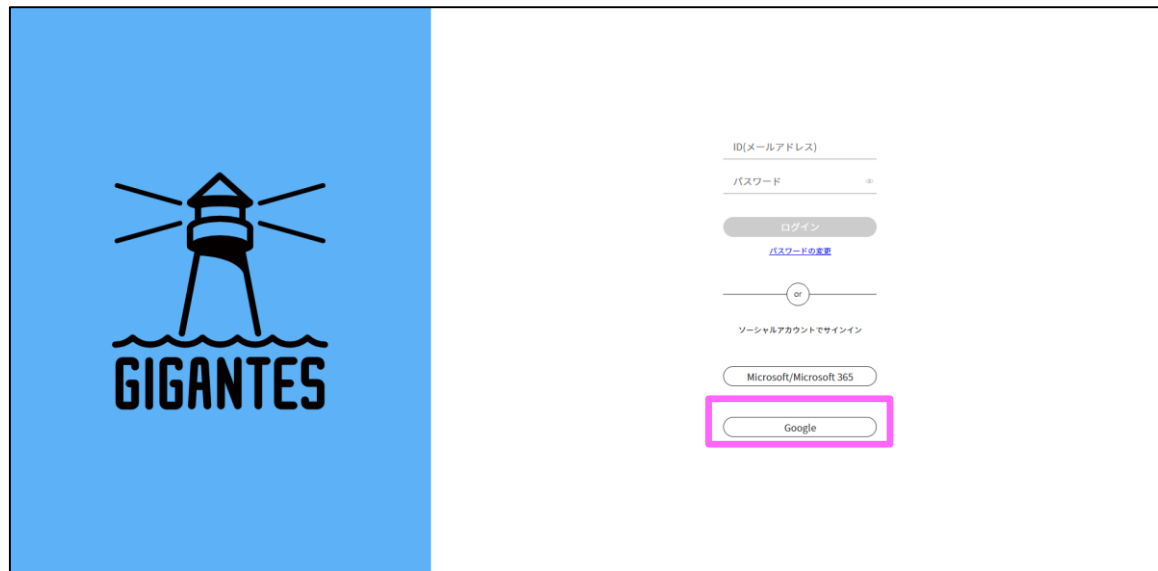 GIGANTES
ID(メールアドレス)
パスワード
ログイン
パスワードの変更
or
ソーシャルアカウントでサインイン
Microsoft/Microsoft 365
Google